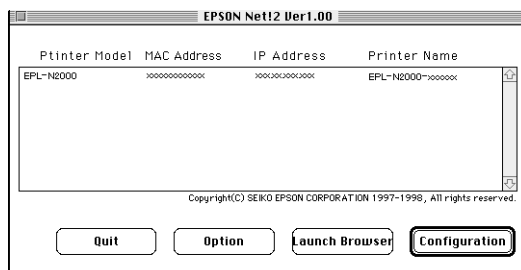 EPSON Net!2 Ver1.00
Ptinter Model MAC Address IP Address Printer Name
EPL-N2000 xxxxxxxxxxxx xxx.xxx.xxx.xxx EPL-N2000-xxxxxx
Copyright(C) SEIKO EPSON CORPORATION 1997-1998, All rights reserved.
Quit Option Launch Browser Configuration